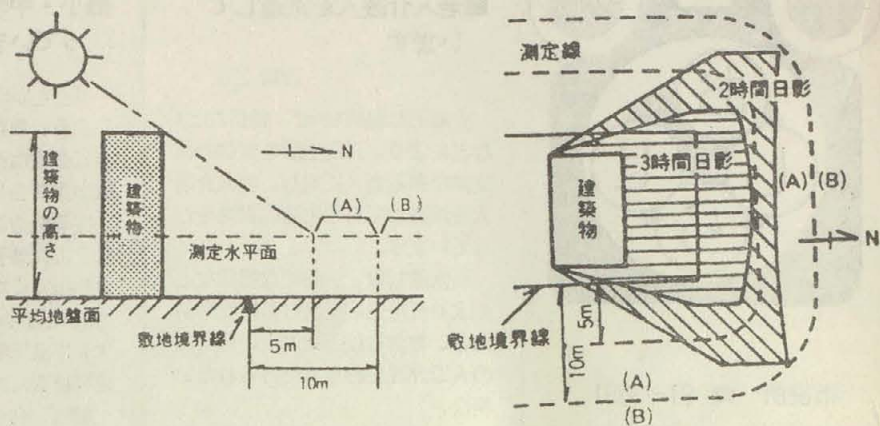 建築物の高さ
建築物
N
(A)
(B)
測定水平面
平均地盤面
敷地境界線
5m
10m
測定線
2時間日影
3時間日影
建築物
(A)
(B)
N
敷地境界線
5m
10m
(A)
(B)